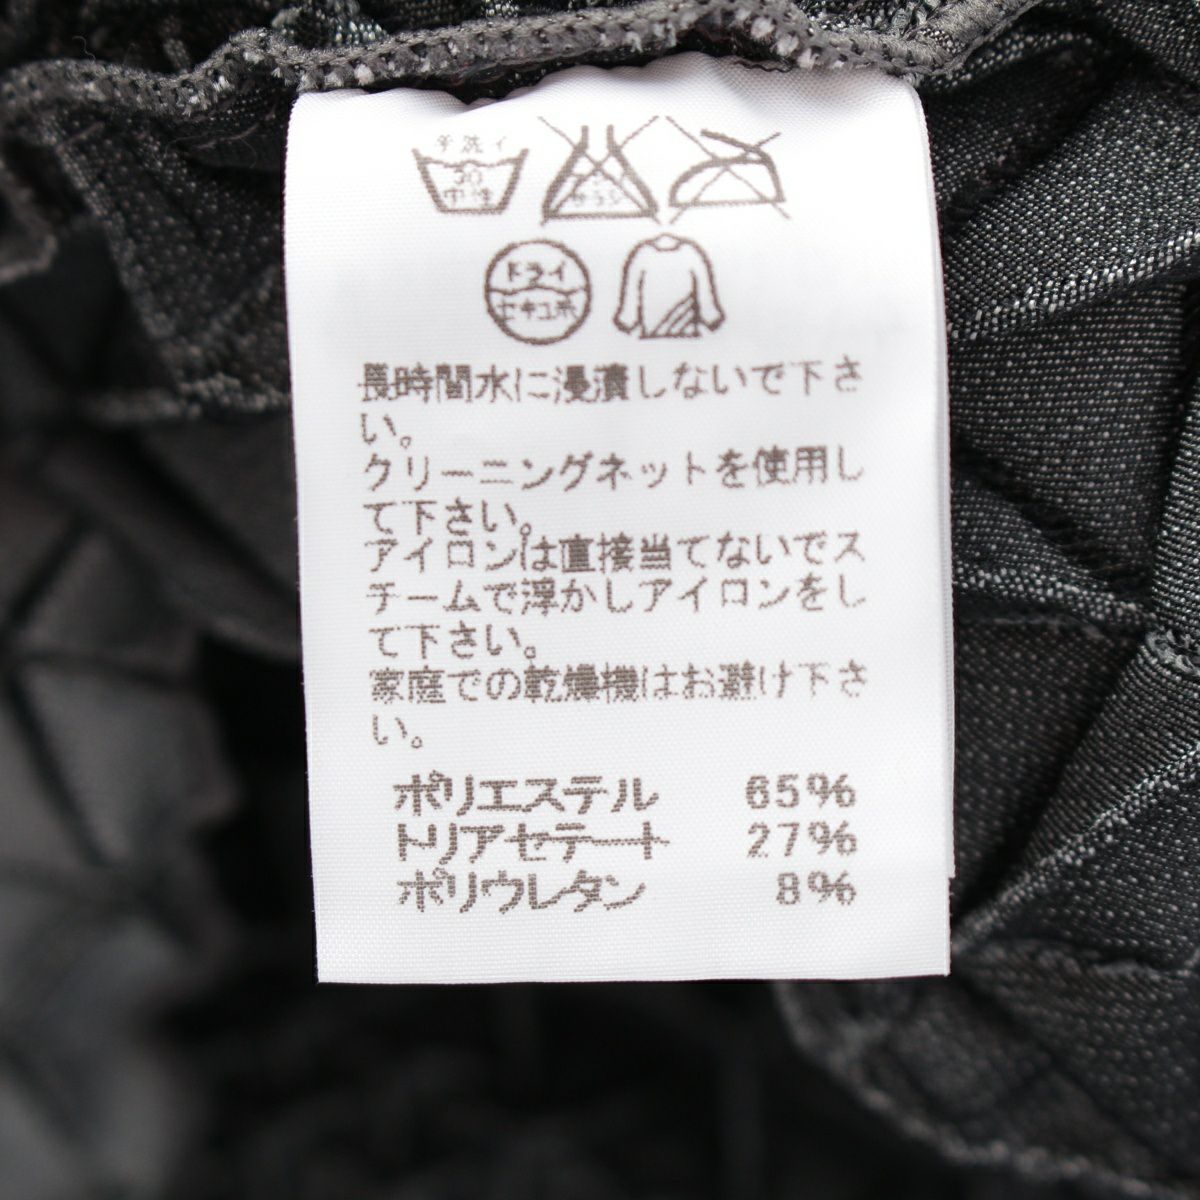 手洗イ
30
中性
サラシ
ドライ
セキユ系
長時間水に浸漬しないで下さ
い。
クリーニングネットを使用し
て下さい。
アイロンは直接当てないでス
チームで浮かしアイロンをし
て下さい。
家庭での乾燥機はお避け下さ
い。
ポリエステル 65%
トリアセテート 27%
ポリウレタン 8%